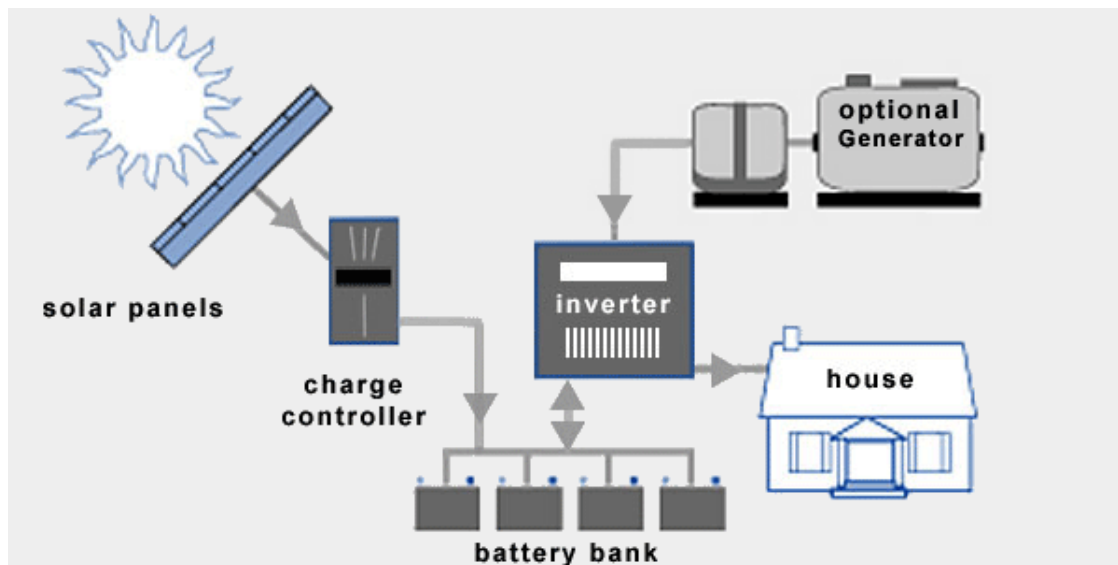 optional
Generator
inverter
solar panels
house
charge
controller
battery bank